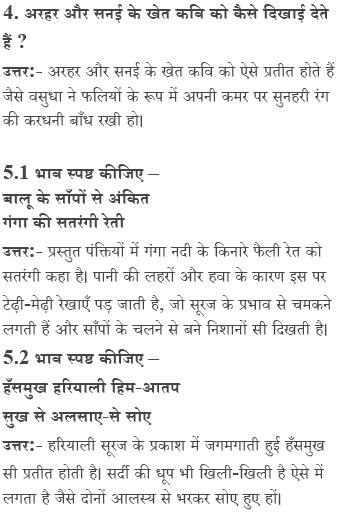 4. अरहर और सनई के खेत कवि को कैसे दिखाई देते
हैं ?
उत्तर:- अरहर और सनई के खेत कवि को ऐसे प्रतीत होते हैं
जैसे वसुधा ने फलियों के रूप में अपनी कमर पर सुनहरी रंग
की करधनी बाँध रखी हो।
5.1 भाव स्पष्ट कीजिए –
बालू के साँपों से अंकित
गंगा की सतरंगी रेती
उत्तर:- प्रस्तुत पंक्तियों में गंगा नदी के किनारे फैली रेत को
सतरंगी कहा है। पानी की लहरों और हवा के कारण इस पर
टेढ़ी-मेढ़ी रेखाएँ पड़ जाती है, जो सूरज के प्रभाव से चमकने
लगती हैं और साँपों के चलने से बने निशानों सी दिखती है।
5.2 भाव स्पष्ट कीजिए –
हँसमुख हरियाली हिम-आतप
सुख से अलसाए-से सोए
उत्तर:- हरियाली सूरज के प्रकाश में जगमगाती हुई हँसमुख
सी प्रतीत होती है। सर्दी की धूप भी खिली-खिली है ऐसे में
लगता है जैसे दोनों आलस्य से भरकर सोए हुए हों।